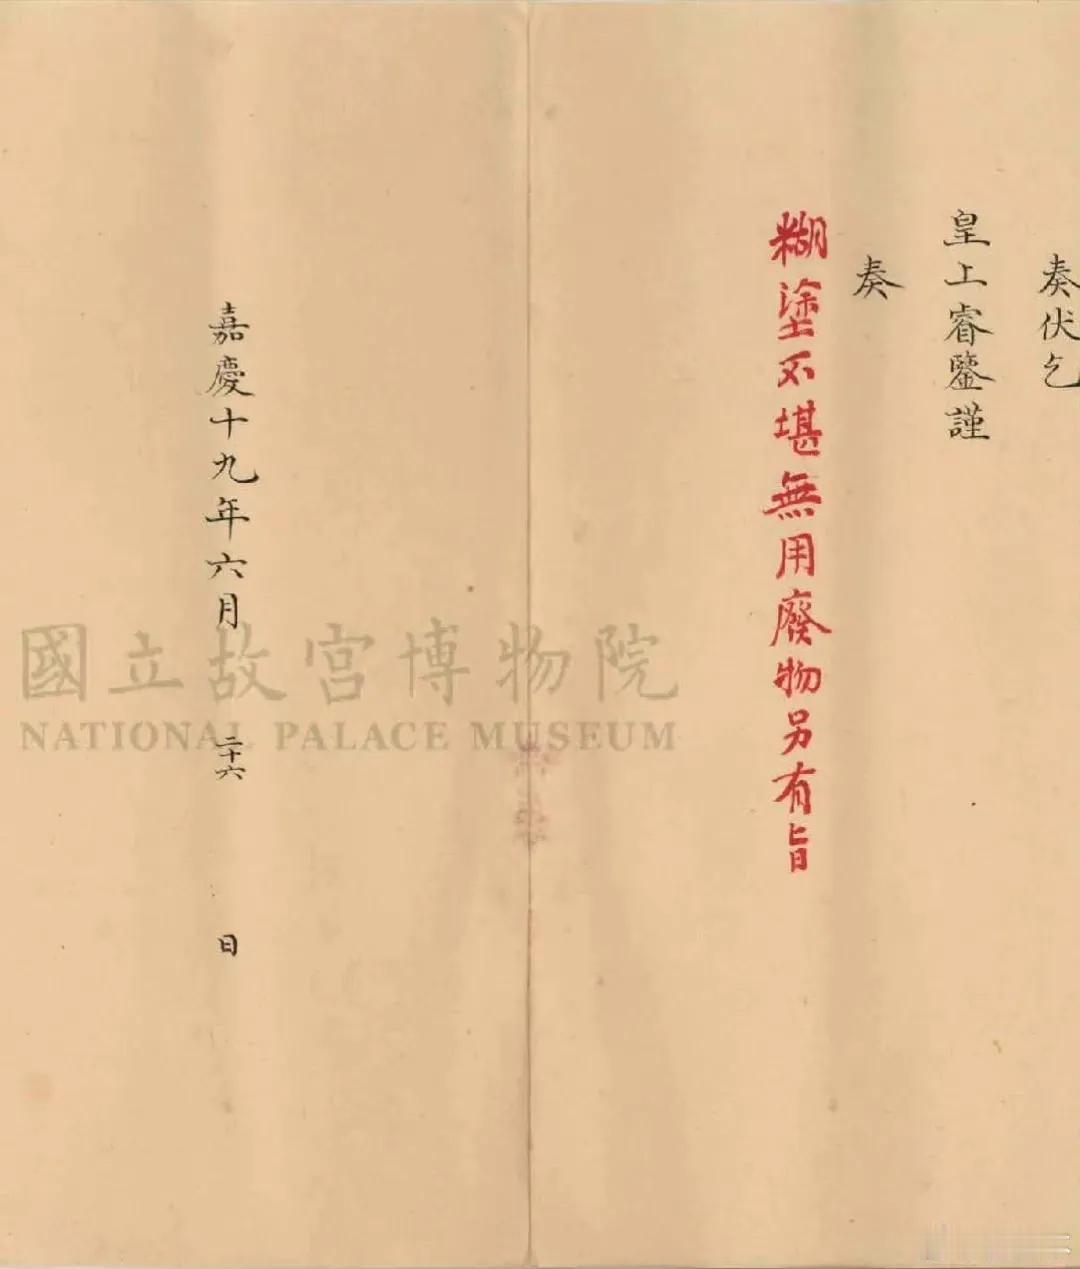 奏伏乞
皇上睿鑒謹
奏
糊塗不堪無用廢物另有旨
嘉慶十九年六月二十六日
國立故宮博物院
NATIONAL PALACE MUSEUM